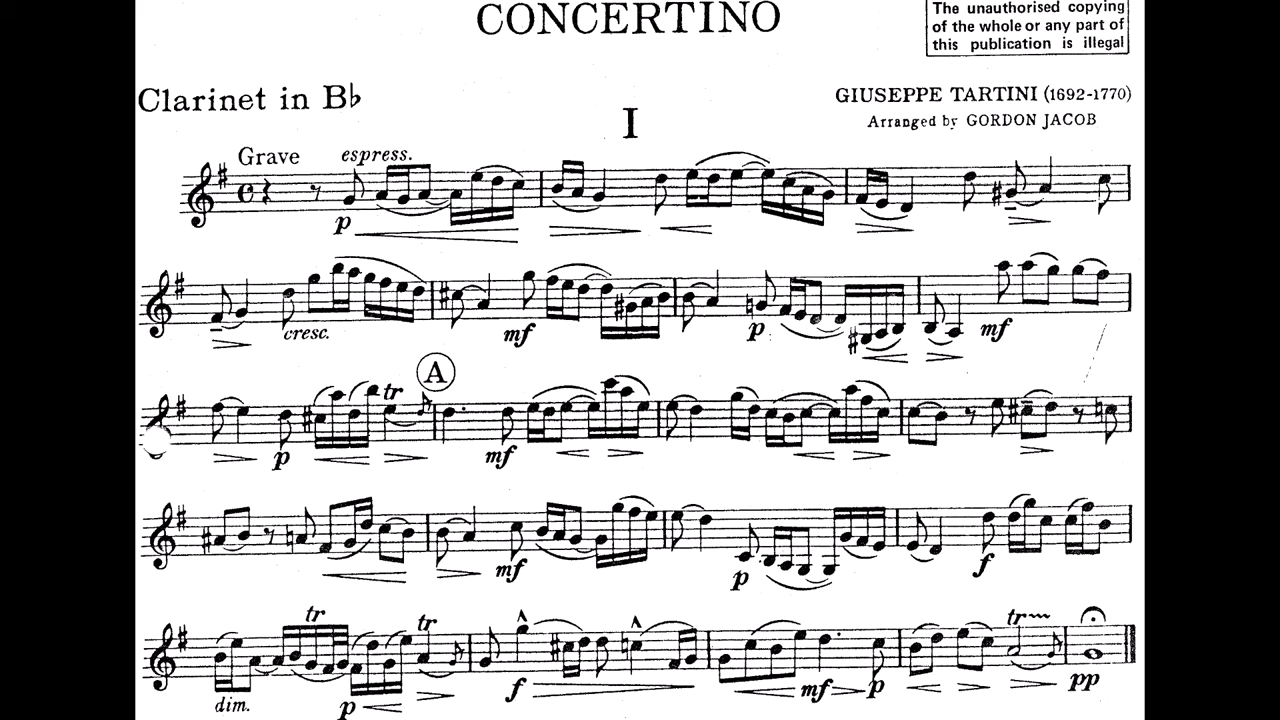 CONCERTINO
The unauthorised copying
of the whole or any part of
this publication is illegal
Clarinet in B♭
GIUSEPPE TARTINI (1692-1770)
Arranged by GORDON JACOB
I
Grave
espress.
p
cresc.
mf
p
mf
A
tr
p
mf
mf
p
f
tr
tr
tr
dim.
p
f
mf
p
pp